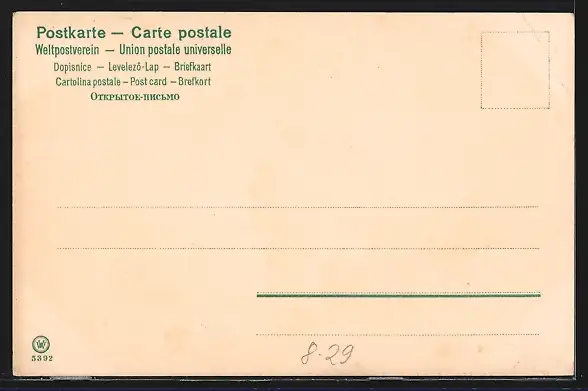 Postkarte — Carte postale
Weltpostverein — Union postale universelle
Dopisnice — Levelező-Lap — Briefkaart
Cartolina postale – Post card – Brefkort
Открытое-письмо
5392
8-29